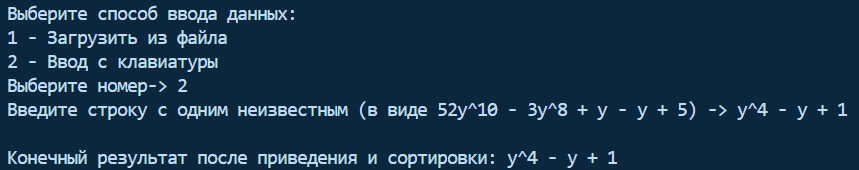 Выберите способ ввода данных:
1 - Загрузить из файла
2 - Ввод с клавиатуры
Выберите номер-> 2
Введите строку с одним неизвестным (в виде 52y^10 - 3y^8 + y - y + 5) -> y^4 - y + 1
Конечный результат после приведения и сортировки: y^4 - y + 1